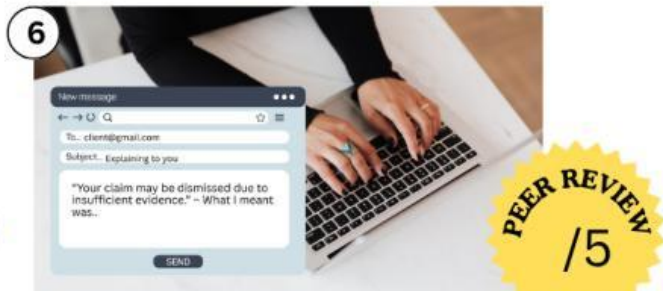 6
New message
To... client@gmail.com
Subject... Explaining to you
"Your claim may be dismissed due to
insufficient evidence." – What I meant
was..
SEND
PEER REVIEW
/5